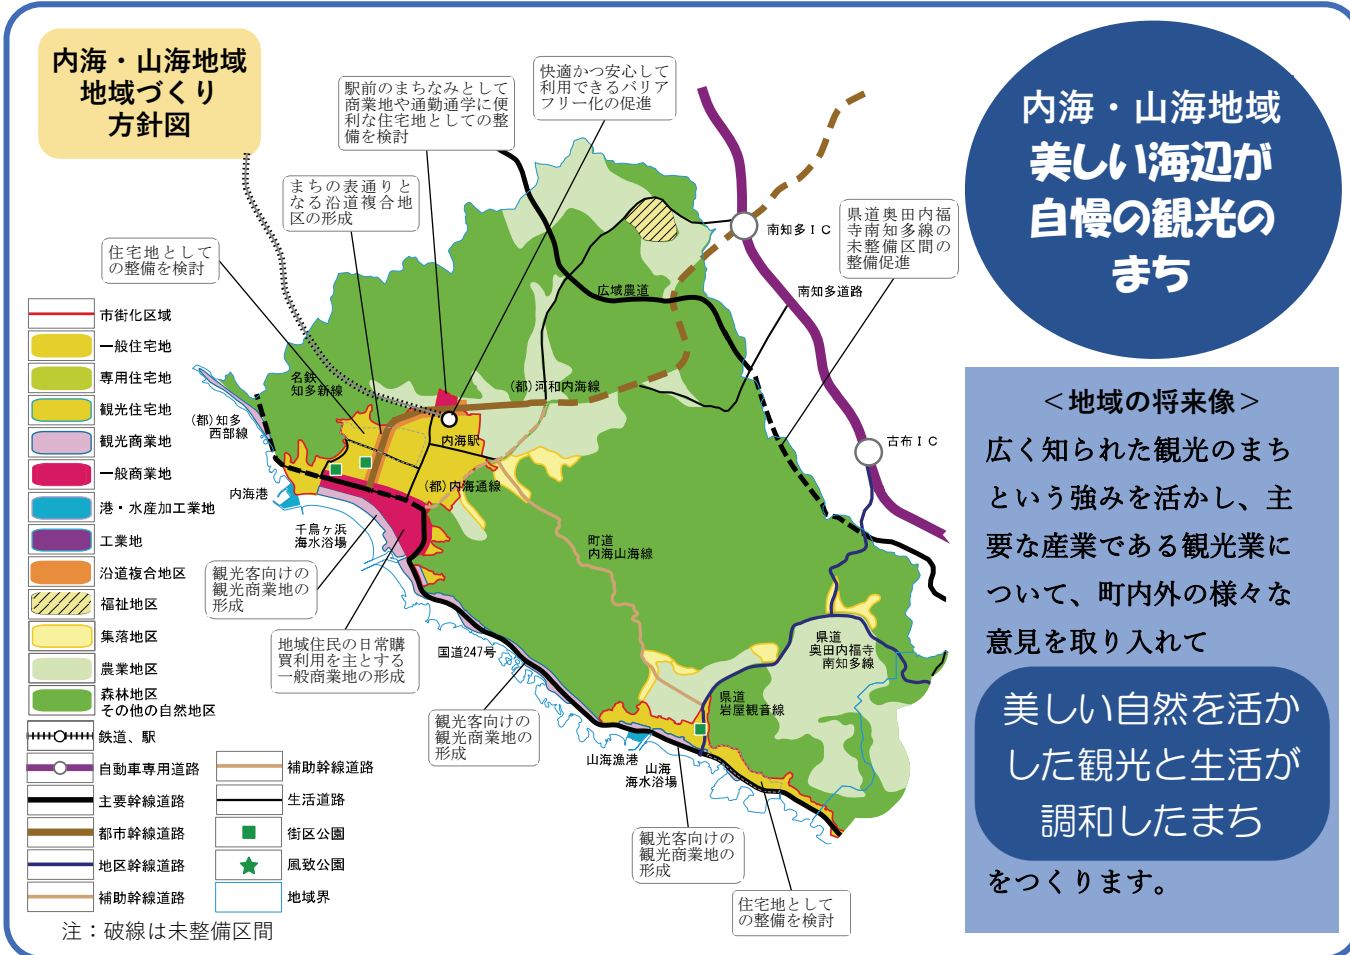 内海・山海地域
地域づくり
方針図
駅前のまちなみとして
商業地や通勤通学に便
利な住宅地としての整
備を検討
快適かつ安心して
利用できるバリア
フリー化の促進
まちの表通りと
なる沿道複合地
区の形成
住宅地として
の整備を検討
県道奥田内福
寺南知多線の
未整備区間の
整備促進
南知多IC
南知多道路
広域農道
古布IC
名鉄
知多新線
(都)河和内海線
(都)知多
西部線
内海駅
(都)内海通線
内海港
千鳥ヶ浜
海水浴場
町道
内海山海線
国道247号
県道
奥田内福寺
南知多線
県道
岩屋観音線
山海漁港
山海
海水浴場
観光客向けの
観光商業地の
形成
地域住民の日常購
買利用を主とする
一般商業地の形成
観光客向けの
観光商業地の
形成
観光客向けの
観光商業地の
形成
住宅地として
の整備を検討
市街化区域
一般住宅地
専用住宅地
観光住宅地
観光商業地
一般商業地
港・水産加工業地
工業地
沿道複合地区
福祉地区
集落地区
農業地区
森林地区
その他の自然地区
鉄道、駅
自動車専用道路
主要幹線道路
都市幹線道路
地区幹線道路
補助幹線道路
補助幹線道路
生活道路
街区公園
風致公園
地域界
注：破線は未整備区間
内海・山海地域
美しい海辺が
自慢の観光の
まち
＜地域の将来像＞
広く知られた観光のまち
という強みを活かし、主
要な産業である観光業に
ついて、町内外の様々な
意見を取り入れて
美しい自然を活か
した観光と生活が
調和したまち
をつくります。